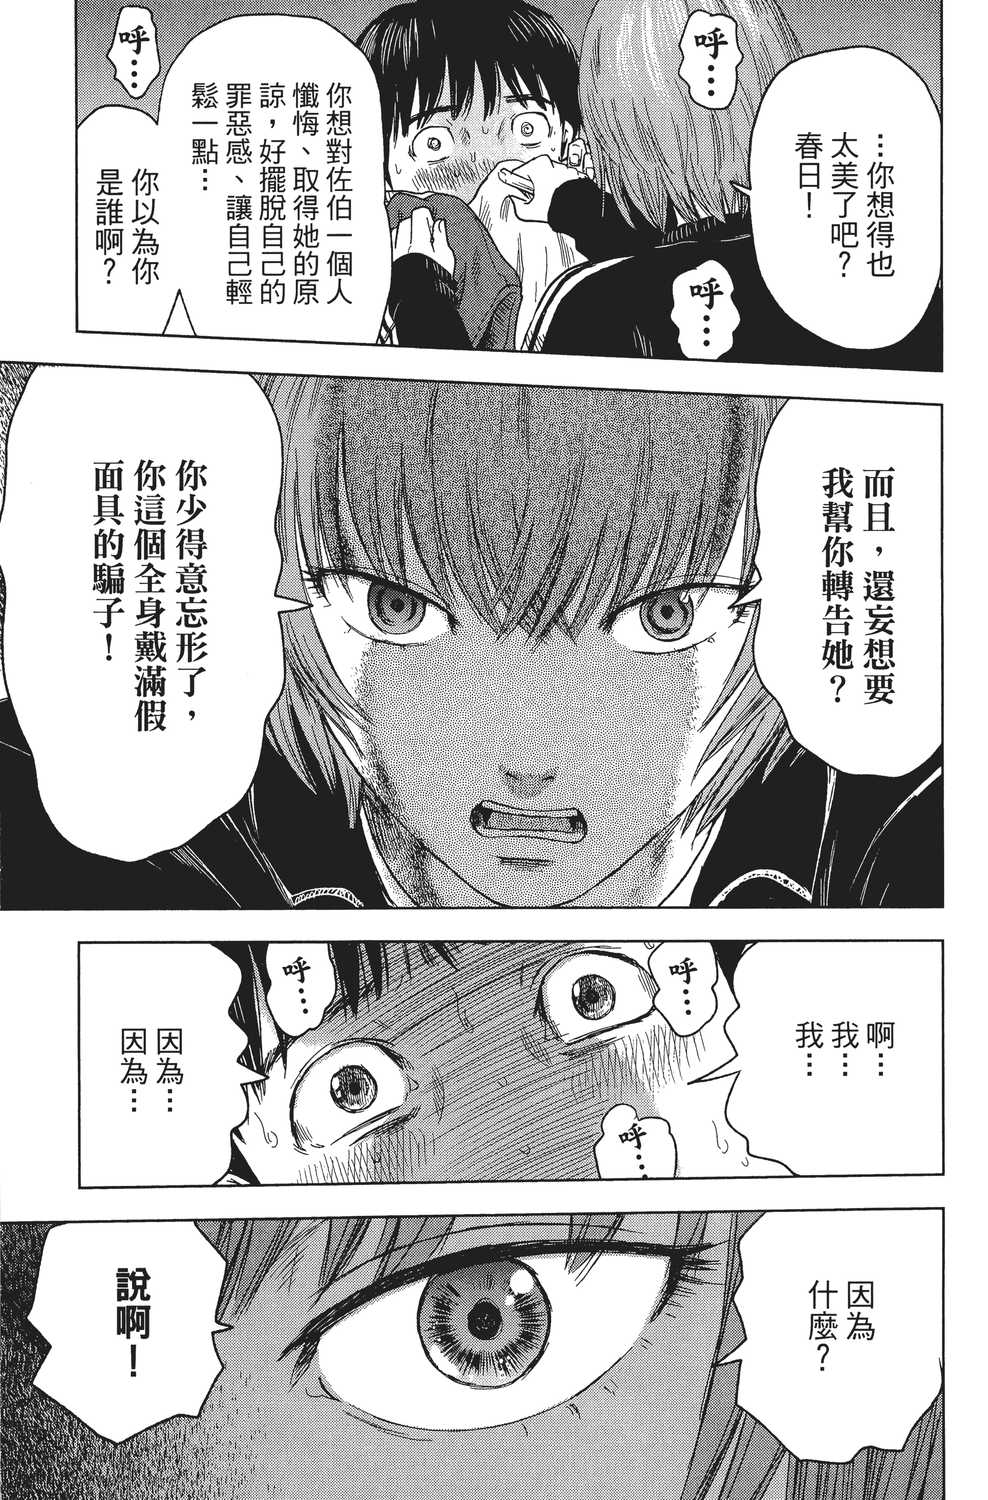 …你想得也
太美了吧？
春日！
呼…
呼…
你想對佐伯一個人
懺悔、取得她的原
諒，好擺脫自己的
罪惡感、讓自己輕
鬆一點…
你以為你
是誰啊？
呼…
而且，還妄想要
我幫你轉告她？
你少得意忘形了，
你這個全身戴滿假
面具的騙子！
啊…
我…
我…
呼…
呼…
呼…
因為…
因為…
因為
什麼？
說啊！